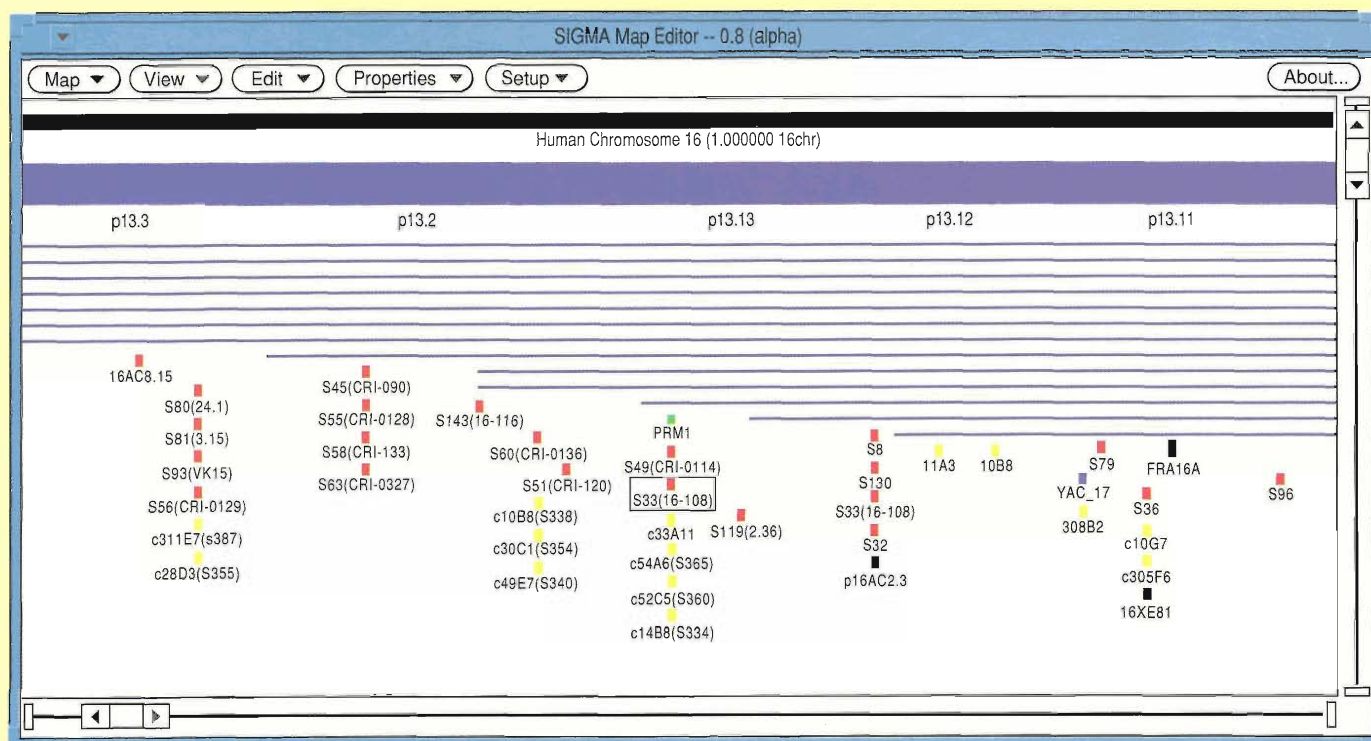 SIGMA Map Editor -- 0.8 (alpha)
Map View Edit Properties Setup About...
Human Chromosome 16 (1.000000 16chr)
p13.3 p13.2 p13.13 p13.12 p13.11
16AC8.15
S80(24.1)
S81(3.15)
S93(VK15)
S56(CRI-0129)
c311E7(s387)
c28D3(S355)
S45(CRI-090)
S55(CRI-0128)
S58(CRI-133)
S63(CRI-0327)
S143(16-116)
S60(CRI-0136)
S51(CRI-120)
c10B8(S338)
c30C1(S354)
c49E7(S340)
PRM1
S49(CRI-0114)
S33(16-108)
c33A11
c54A6(S365)
c52C5(S360)
c14B8(S334)
S119(2.36)
S8
S130
S33(16-108)
S32
p16AC2.3
11A3
10B8
S79
YAC_17
308B2
FRA16A
S36
c10G7
c305F6
16XE81
S96